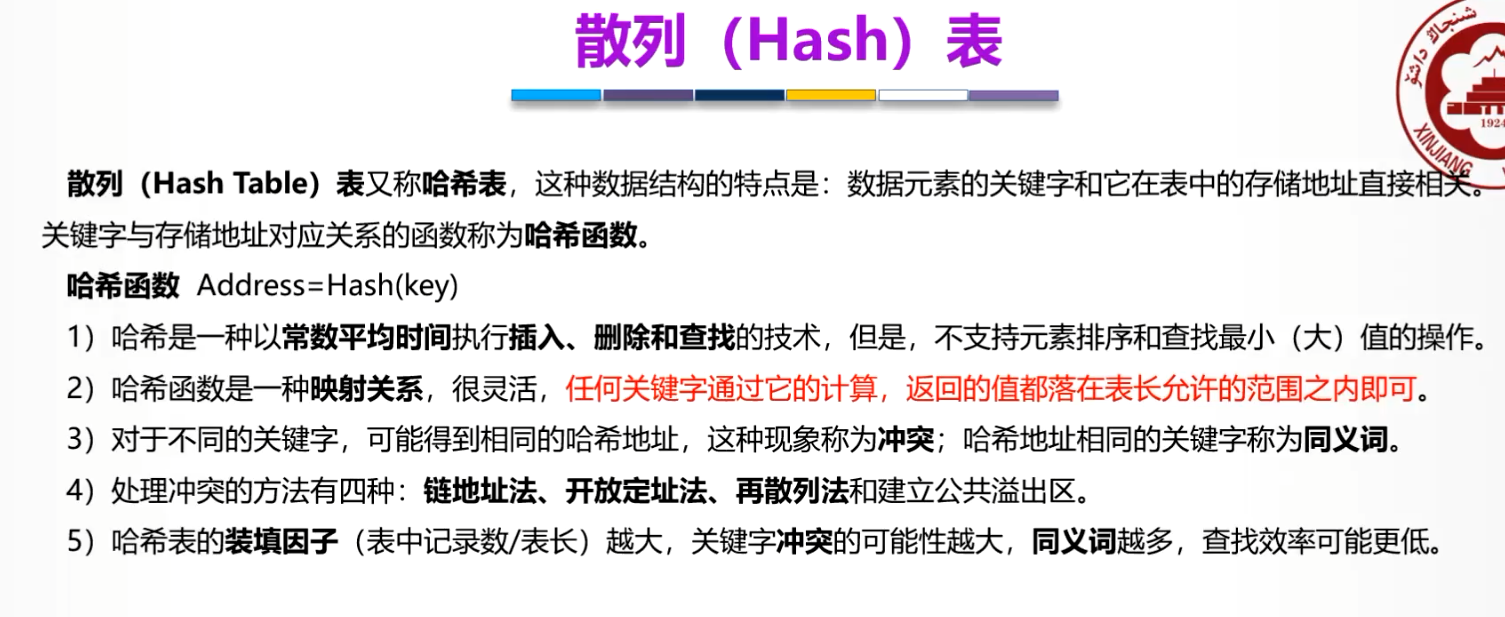 散列（Hash）表
شىنجاڭ داشۆ
1924
XINJIANG
散列（Hash Table）表又称哈希表，这种数据结构的特点是：数据元素的关键字和它在表中的存储地址直接相关。
关键字与存储地址对应关系的函数称为哈希函数。
哈希函数 Address=Hash(key)
1）哈希是一种以常数平均时间执行插入、删除和查找的技术，但是，不支持元素排序和查找最小（大）值的操作。
2）哈希函数是一种映射关系，很灵活，任何关键字通过它的计算，返回的值都落在表长允许的范围之内即可。
3）对于不同的关键字，可能得到相同的哈希地址，这种现象称为冲突；哈希地址相同的关键字称为同义词。
4）处理冲突的方法有四种：链地址法、开放定址法、再散列法和建立公共溢出区。
5）哈希表的装填因子（表中记录数/表长）越大，关键字冲突的可能性越大，同义词越多，查找效率可能更低。